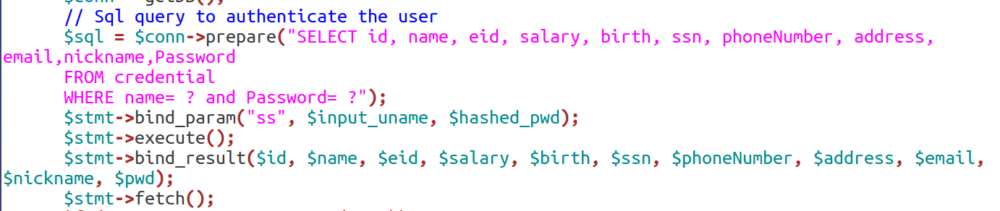 // Sql query to authenticate the user
$sql = $conn->prepare("SELECT id, name, eid, salary, birth, ssn, phoneNumber, address,
email,nickname,Password
FROM credential
WHERE name= ? and Password= ?");
$stmt->bind_param("ss", $input_uname, $hashed_pwd);
$stmt->execute();
$stmt->bind_result($id, $name, $eid, $salary, $birth, $ssn, $phoneNumber, $address, $email,
$nickname, $pwd);
$stmt->fetch();